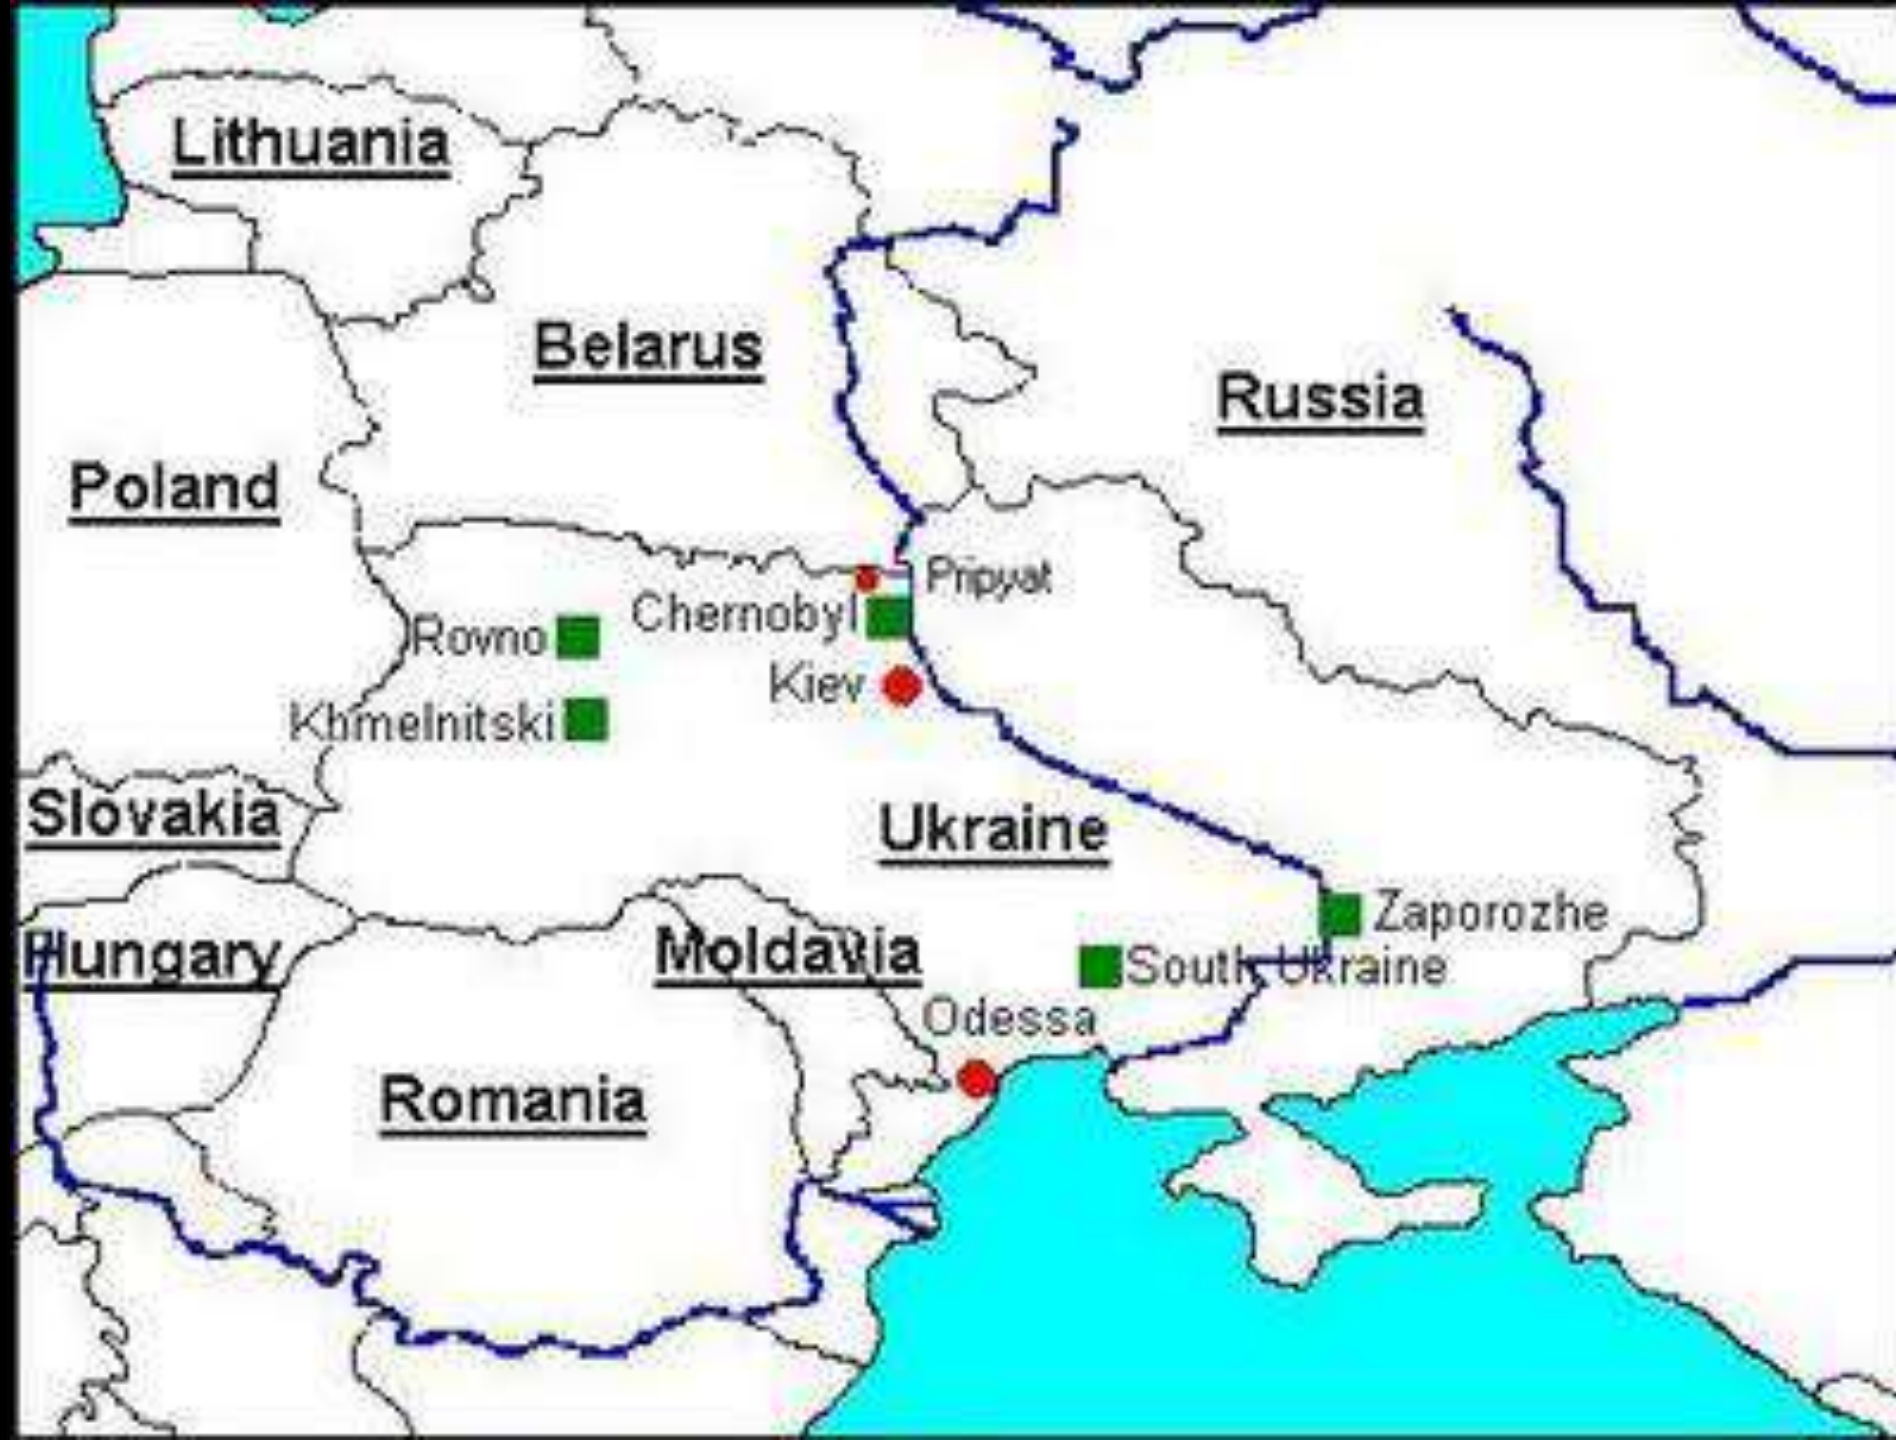 Lithuania
Belarus
Russia
Poland
Pripyat
Chernobyl
Rovno
Kiev
Khmelnitski
Slovakia
Ukraine
Zaporozhe
Hungary
Moldavia
South Ukraine
Odessa
Romania